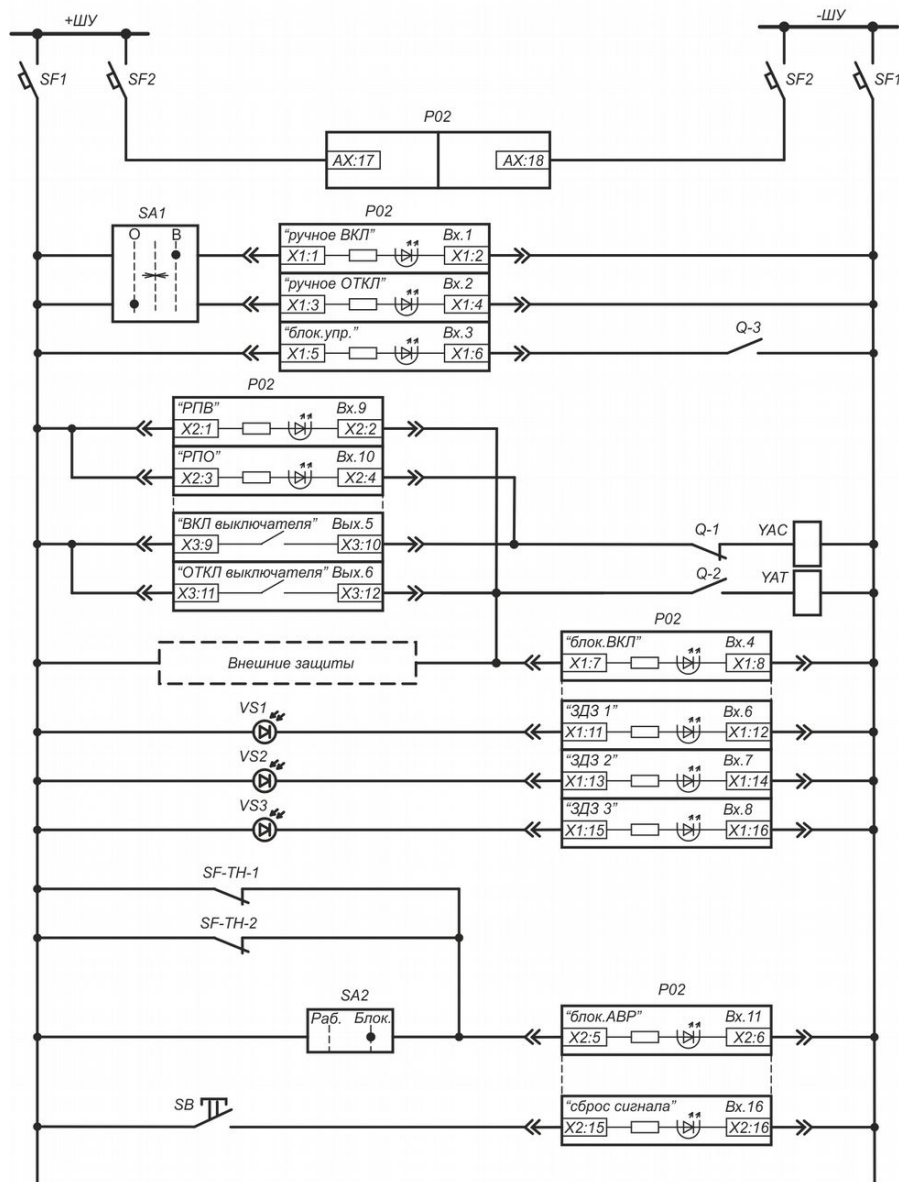 +ШУ
-ШУ
SF1
SF2
SF2
SF1
P02
AX:17
AX:18
SA1
P02
О В
"ручное ВКЛ" Вх.1
X1:1 X1:2
"ручное ОТКЛ" Вх.2
X1:3 X1:4
"блок.упр." Вх.3
X1:5 X1:6
Q-3
P02
"РПВ" Вх.9
X2:1 X2:2
"РПО" Вх.10
X2:3 X2:4
"ВКЛ выключателя" Вых.5
X3:9 X3:10
Q-1
YAC
"ОТКЛ выключателя" Вых.6
X3:11 X3:12
Q-2
YAT
P02
Внешние защиты
"блок.ВКЛ" Вх.4
X1:7 X1:8
VS1
"ЗДЗ 1" Вх.6
X1:11 X1:12
VS2
"ЗДЗ 2" Вх.7
X1:13 X1:14
VS3
"ЗДЗ 3" Вх.8
X1:15 X1:16
SF-TH-1
SF-TH-2
SA2
Раб. Блок.
P02
"блок.АВР" Вх.11
X2:5 X2:6
SB
"сброс сигнала" Вх.16
X2:15 X2:16